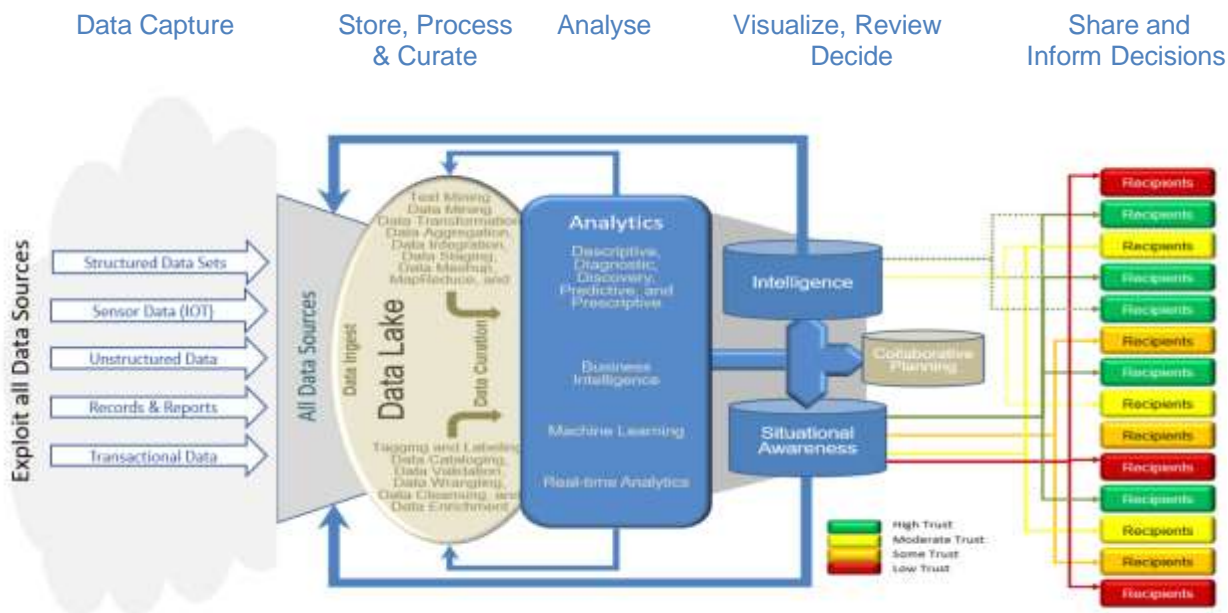 Data Capture
Store, Process
& Curate
Analyse
Visualize, Review
Decide
Share and
Inform Decisions
Exploit all Data Sources
Structured Data Sets
Sensor Data (IOT)
Unstructured Data
Records & Reports
Transactional Data
All Data Sources
Data Ingest
Data Lake
Text Mining
Data Mining
Data Transformation
Data Aggregation,
Data Integration,
Data Staging,
Data Mashup,
MapReduce, and
Data Curation
Tagging and Labeling
Data Cataloging,
Data Validation,
Data Wrangling,
Data Cleansing, and
Data Enrichment
Analytics
Descriptive,
Diagnostic,
Discovery,
Predictive, and
Prescriptive
Business
Intelligence
Machine Learning
Real-time Analytics
Intelligence
Collaborative
Planning
Situational
Awareness
High Trust
Moderate Trust
Some Trust
Low Trust
Recipients
Recipients
Recipients
Recipients
Recipients
Recipients
Recipients
Recipients
Recipients
Recipients
Recipients
Recipients
Recipients
Recipients